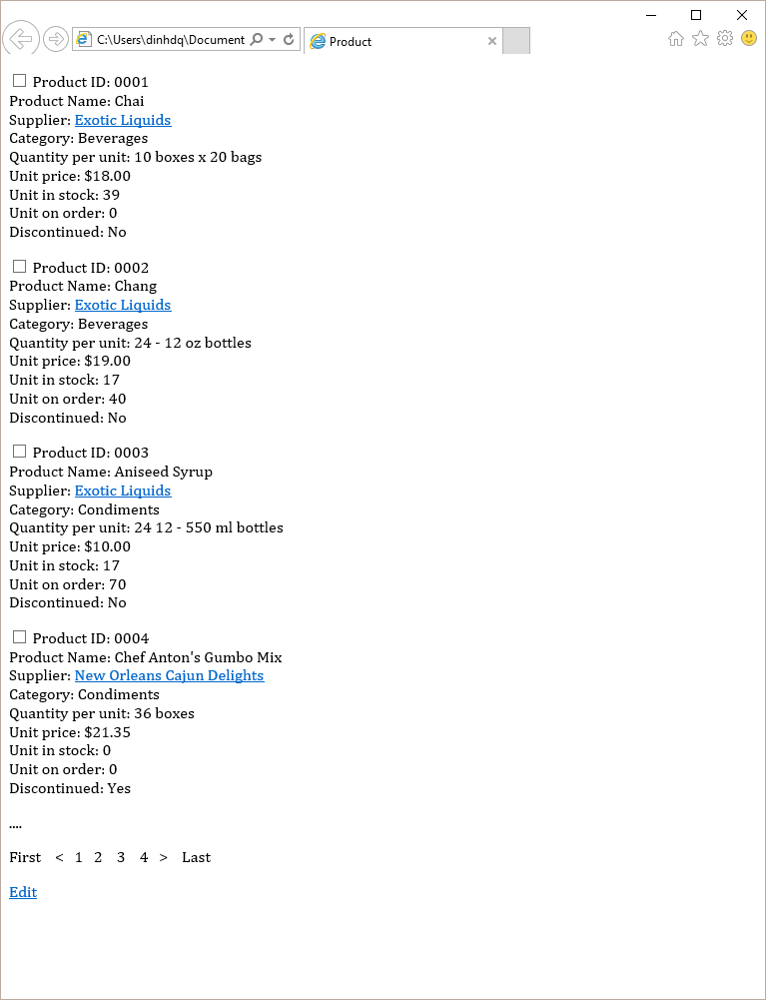 C:\Users\dinhdq\Document
Product
Product ID: 0001
Product Name: Chai
Supplier: Exotic Liquids
Category: Beverages
Quantity per unit: 10 boxes x 20 bags
Unit price: $18.00
Unit in stock: 39
Unit on order: 0
Discontinued: No
Product ID: 0002
Product Name: Chang
Supplier: Exotic Liquids
Category: Beverages
Quantity per unit: 24 - 12 oz bottles
Unit price: $19.00
Unit in stock: 17
Unit on order: 40
Discontinued: No
Product ID: 0003
Product Name: Aniseed Syrup
Supplier: Exotic Liquids
Category: Condiments
Quantity per unit: 24 12 - 550 ml bottles
Unit price: $10.00
Unit in stock: 17
Unit on order: 70
Discontinued: No
Product ID: 0004
Product Name: Chef Anton's Gumbo Mix
Supplier: New Orleans Cajun Delights
Category: Condiments
Quantity per unit: 36 boxes
Unit price: $21.35
Unit in stock: 0
Unit on order: 0
Discontinued: Yes
....
First < 1 2 3 4 > Last
Edit